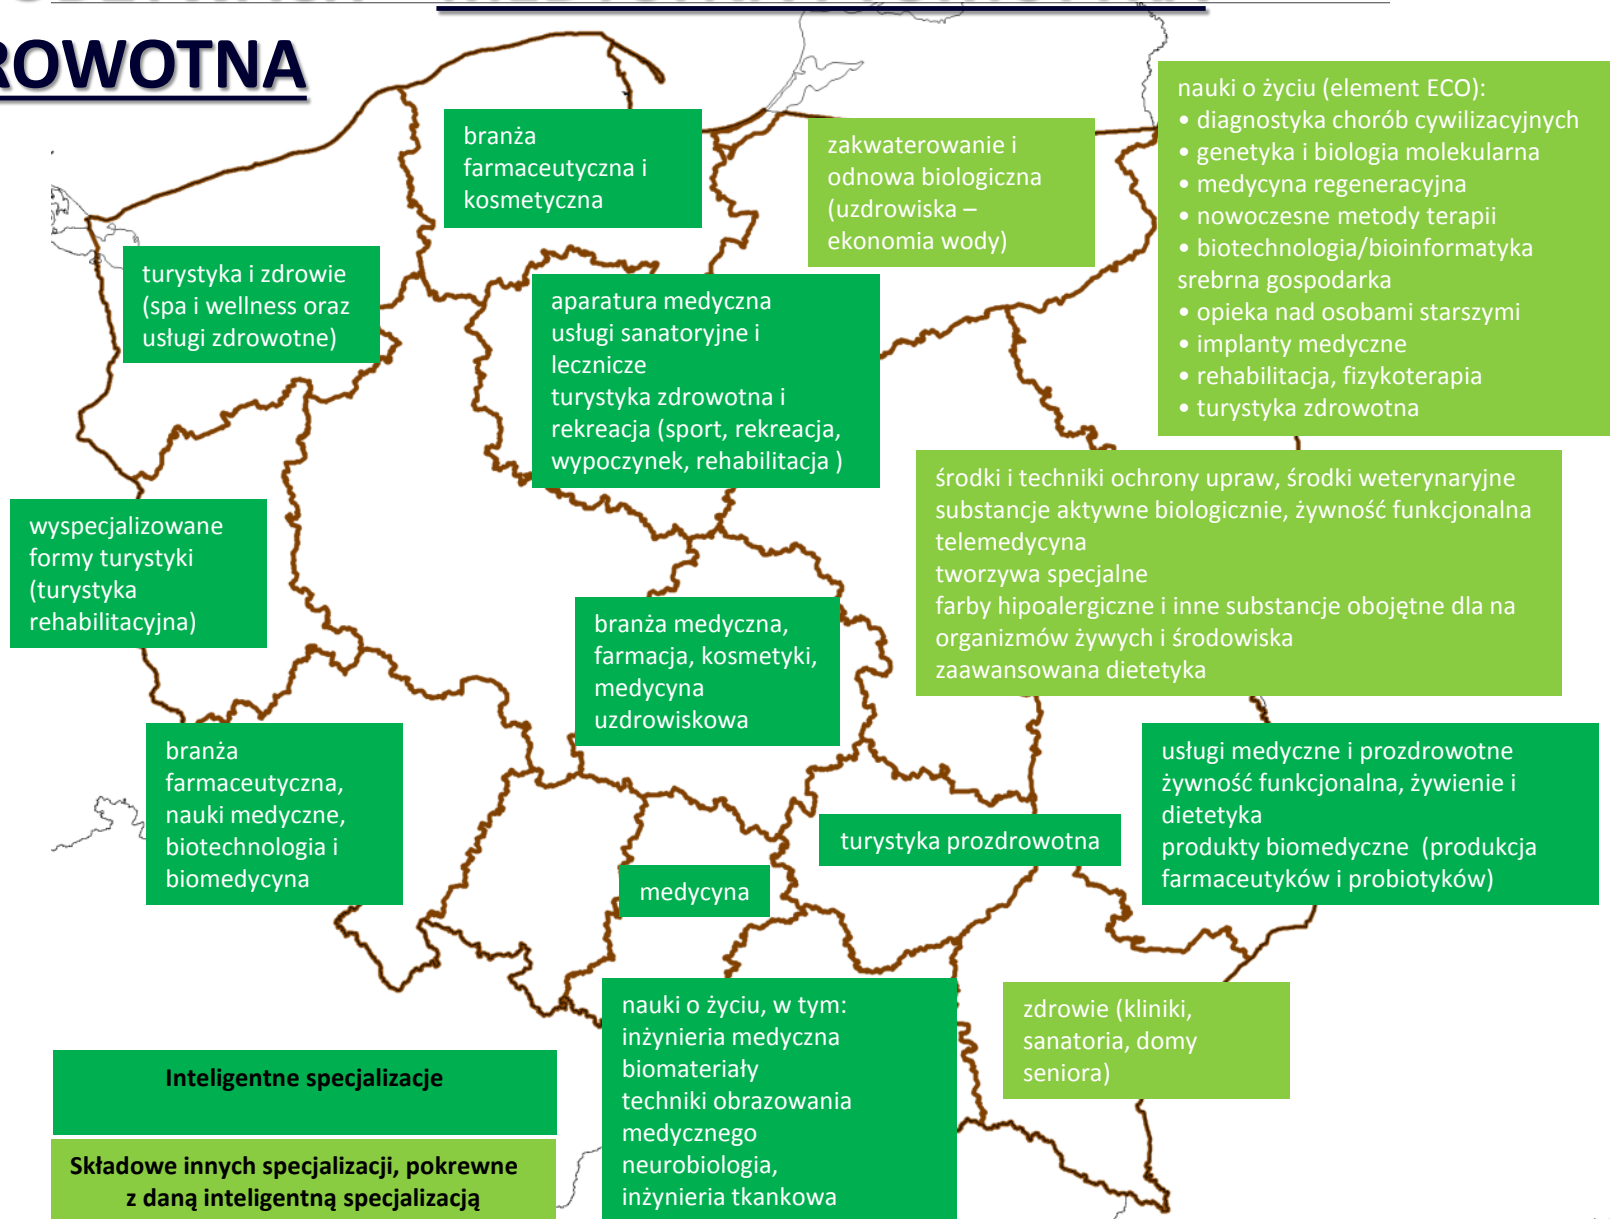 ROWOTNA
branża
farmaceutyczna i
kosmetyczna
zakwaterowanie i
odnowa biologiczna
(uzdrowiska –
ekonomia wody)
nauki o życiu (element ECO):
• diagnostyka chorób cywilizacyjnych
• genetyka i biologia molekularna
• medycyna regeneracyjna
• nowoczesne metody terapii
• biotechnologia/bioinformatyka
srebrna gospodarka
• opieka nad osobami starszymi
• implanty medyczne
• rehabilitacja, fizykoterapia
• turystyka zdrowotna
turystyka i zdrowie
(spa i wellness oraz
usługi zdrowotne)
aparatura medyczna
usługi sanatoryjne i
lecznicze
turystyka zdrowotna i
rekreacja (sport, rekreacja,
wypoczynek, rehabilitacja )
środki i techniki ochrony upraw, środki weterynaryjne
substancje aktywne biologicznie, żywność funkcjonalna
telemedycyna
tworzywa specjalne
farby hipoalergiczne i inne substancje obojętne dla na
organizmów żywych i środowiska
zaawansowana dietetyka
wyspecjalizowane
formy turystyki
(turystyka
rehabilitacyjna)
branża medyczna,
farmacja, kosmetyki,
medycyna
uzdrowiskowa
branża
farmaceutyczna,
nauki medyczne,
biotechnologia i
biomedycyna
usługi medyczne i prozdrowotne
żywność funkcjonalna, żywienie i
dietetyka
produkty biomedyczne  (produkcja
farmaceutyków i probiotyków)
turystyka prozdrowotna
medycyna
nauki o życiu, w tym:
inżynieria medyczna
biomateriały
techniki obrazowania
medycznego
neurobiologia,
inżynieria tkankowa
zdrowie (kliniki,
sanatoria, domy
seniora)
Inteligentne specjalizacje
Składowe innych specjalizacji, pokrewne
z daną inteligentną specjalizacją